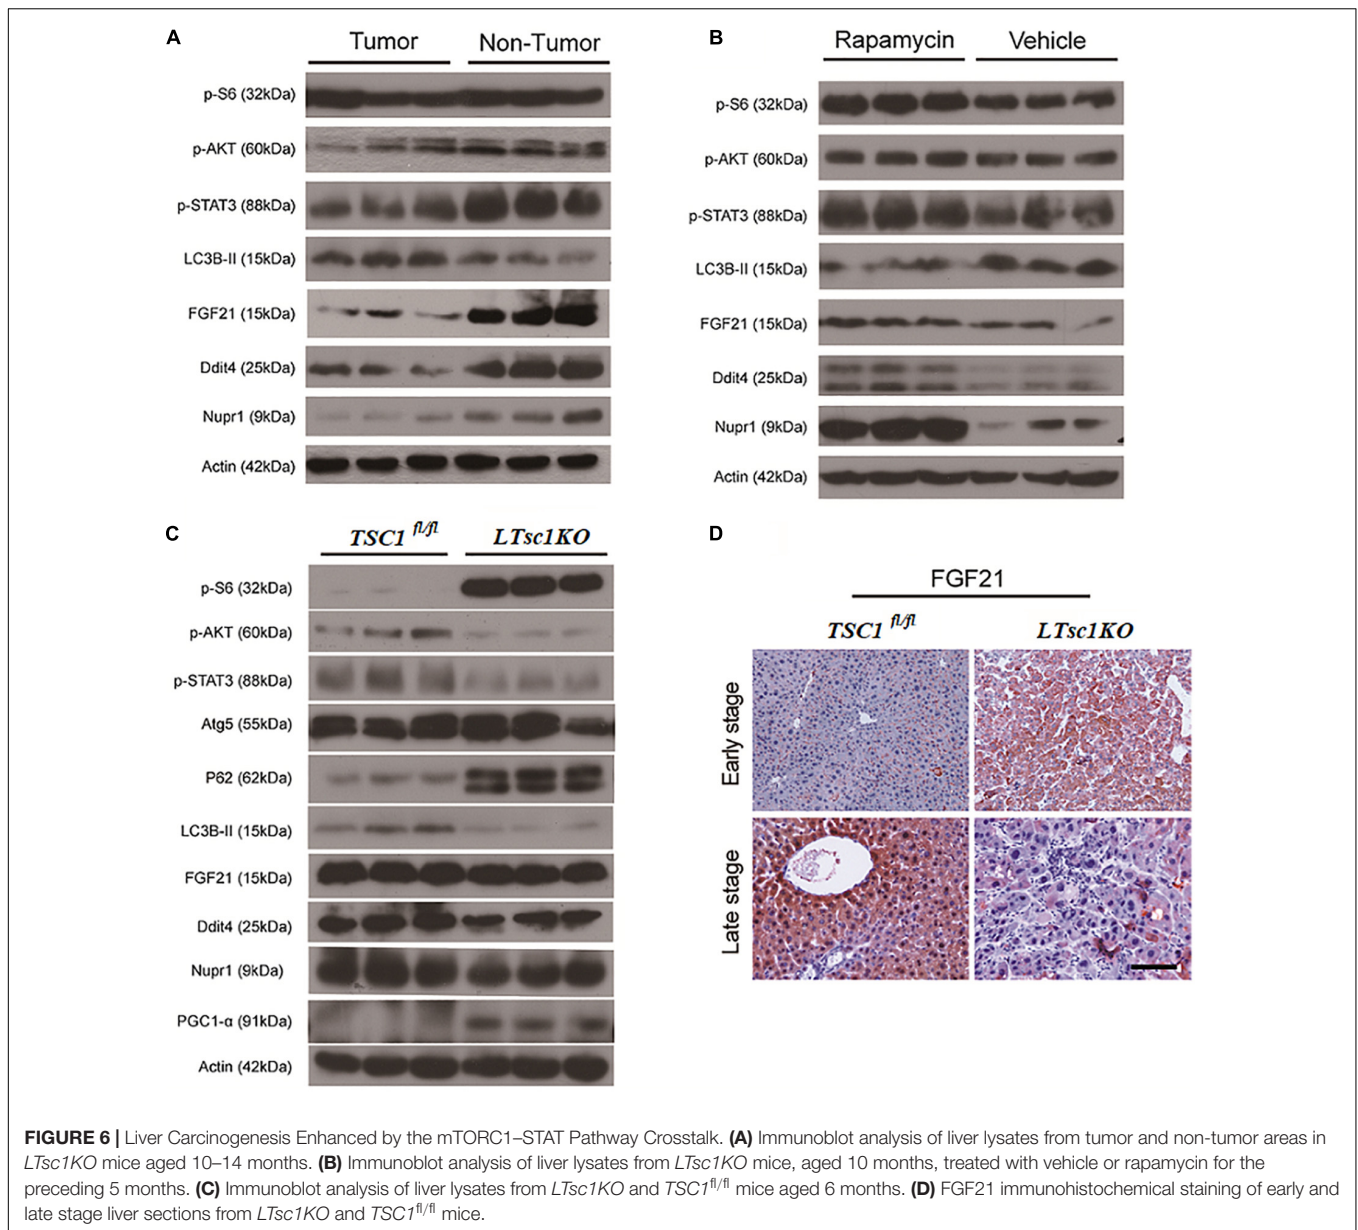 A
Tumor
Non-Tumor
p-S6 (32kDa)
p-AKT (60kDa)
p-STAT3 (88kDa)
LC3B-II (15kDa)
FGF21 (15kDa)
Ddit4 (25kDa)
Nupr1 (9kDa)
Actin (42kDa)
B
Rapamycin
Vehicle
p-S6 (32kDa)
p-AKT (60kDa)
p-STAT3 (88kDa)
LC3B-II (15kDa)
FGF21 (15kDa)
Ddit4 (25kDa)
Nupr1 (9kDa)
Actin (42kDa)
C
TSC1 fl/fl
LTsc1KO
p-S6 (32kDa)
p-AKT (60kDa)
p-STAT3 (88kDa)
Atg5 (55kDa)
P62 (62kDa)
LC3B-II (15kDa)
FGF21 (15kDa)
Ddit4 (25kDa)
Nupr1 (9kDa)
PGC1-α (91kDa)
Actin (42kDa)
D
FGF21
TSC1 fl/fl
LTsc1KO
Early stage
Late stage
FIGURE 6 | Liver Carcinogenesis Enhanced by the mTORC1–STAT Pathway Crosstalk. (A) Immunoblot analysis of liver lysates from tumor and non-tumor areas in
LTsc1KO mice aged 10–14 months. (B) Immunoblot analysis of liver lysates from LTsc1KO mice, aged 10 months, treated with vehicle or rapamycin for the
preceding 5 months. (C) Immunoblot analysis of liver lysates from LTsc1KO and TSC1fl/fl mice aged 6 months. (D) FGF21 immunohistochemical staining of early and
late stage liver sections from LTsc1KO and TSC1fl/fl mice.